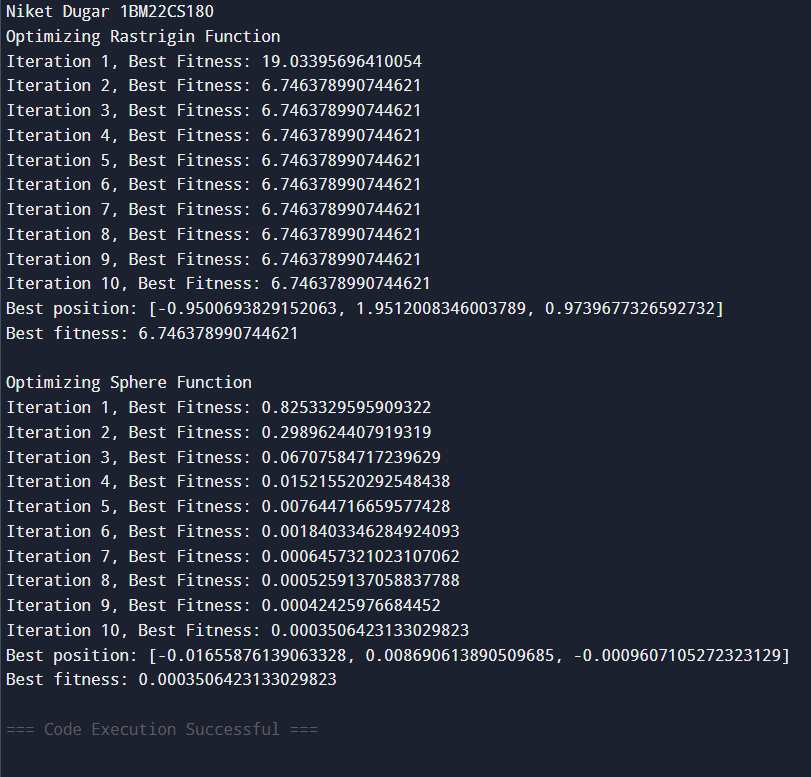 Niket Dugar 1BM22CS180
Optimizing Rastrigin Function
Iteration 1, Best Fitness: 19.03395696410054
Iteration 2, Best Fitness: 6.746378990744621
Iteration 3, Best Fitness: 6.746378990744621
Iteration 4, Best Fitness: 6.746378990744621
Iteration 5, Best Fitness: 6.746378990744621
Iteration 6, Best Fitness: 6.746378990744621
Iteration 7, Best Fitness: 6.746378990744621
Iteration 8, Best Fitness: 6.746378990744621
Iteration 9, Best Fitness: 6.746378990744621
Iteration 10, Best Fitness: 6.746378990744621
Best position: [-0.9500693829152063, 1.9512008346003789, 0.9739677326592732]
Best fitness: 6.746378990744621
Optimizing Sphere Function
Iteration 1, Best Fitness: 0.8253329595909322
Iteration 2, Best Fitness: 0.2989624407919319
Iteration 3, Best Fitness: 0.06707584717239629
Iteration 4, Best Fitness: 0.015215520292548438
Iteration 5, Best Fitness: 0.007644716659577428
Iteration 6, Best Fitness: 0.0018403346284924093
Iteration 7, Best Fitness: 0.0006457321023107062
Iteration 8, Best Fitness: 0.0005259137058837788
Iteration 9, Best Fitness: 0.00042425976684452
Iteration 10, Best Fitness: 0.0003506423133029823
Best position: [-0.01655876139063328, 0.008690613890509685, -0.0009607105272323129]
Best fitness: 0.0003506423133029823
=== Code Execution Successful ===